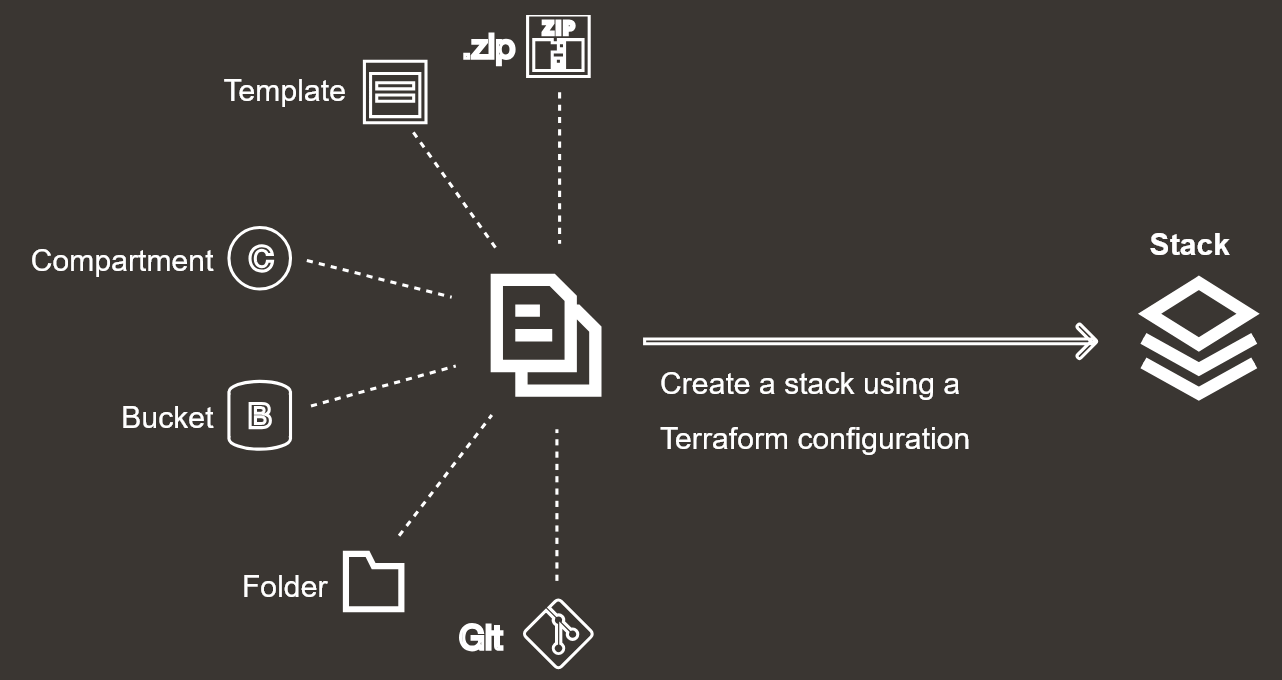 .zip
ZIP
Template
Compartment
C
Stack
Create a stack using a
Terraform configuration
Bucket
B
Folder
Git